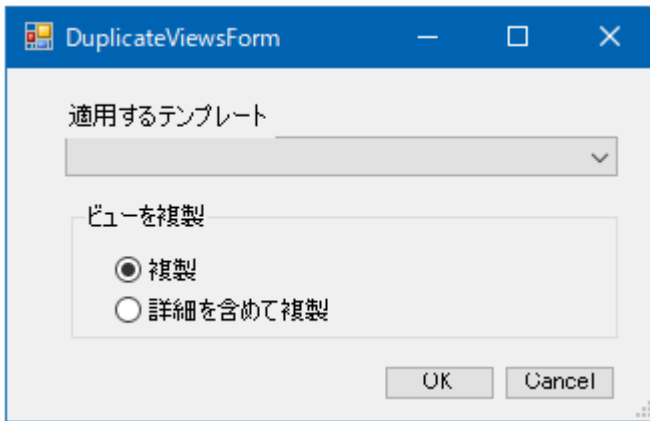 DuplicateViewsForm
適用するテンプレート
ビューを複製
複製
詳細を含めて複製
OK Cancel